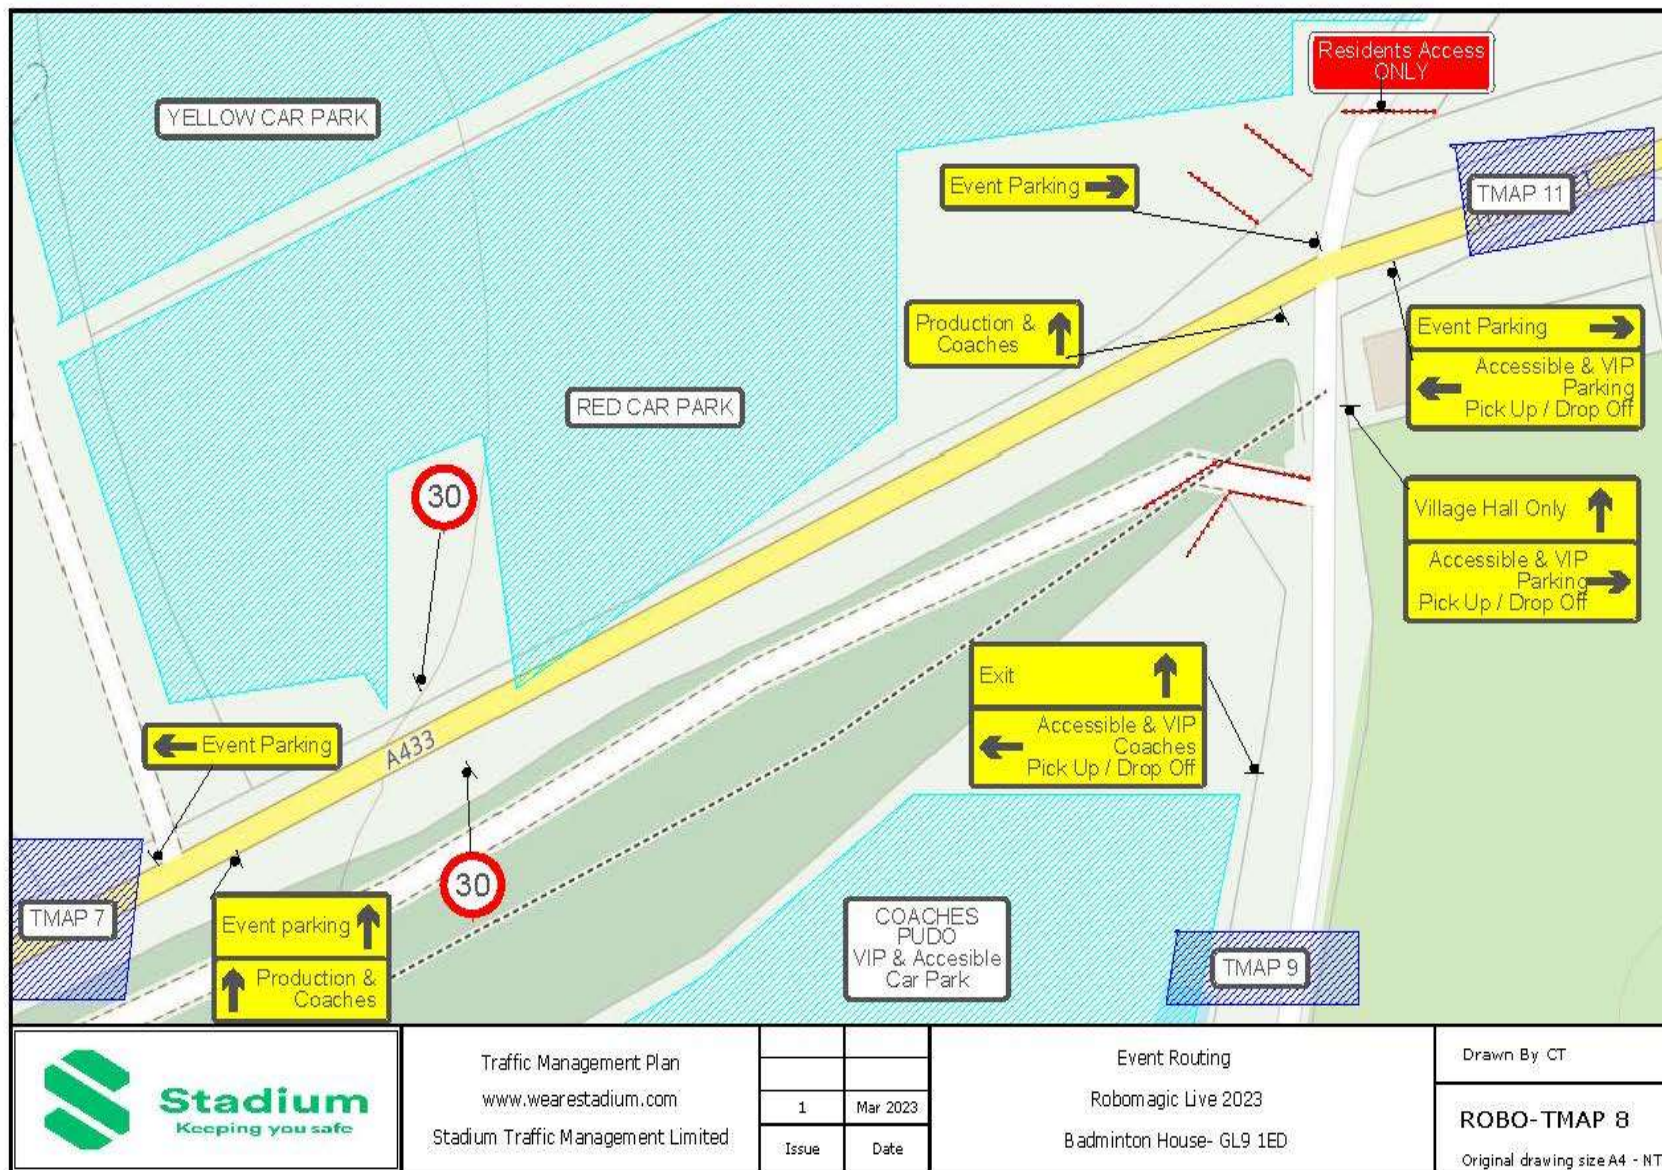 Residents Access
ONLY
YELLOW CAR PARK
Event Parking
TMAP 11
Production &
Coaches
Event Parking
Accessible & VIP
Parking
Pick Up / Drop Off
RED CAR PARK
30
Village Hall Only
Accessible & VIP
Parking
Pick Up / Drop Off
Exit
Accessible & VIP
Coaches
Pick Up / Drop Off
Event Parking
A433
30
TMAP 7
Event parking
Production &
Coaches
COACHES
PUDO
VIP & Accesible
Car Park
TMAP 9
Stadium
Keeping you safe
Traffic Management Plan
www.wearestadium.com
Stadium Traffic Management Limited
1 Mar 2023
Issue Date
Event Routing
Robomagic Live 2023
Badminton House- GL9 1ED
Drawn By CT
ROBO-TMAP 8
Original drawing size A4 - NT